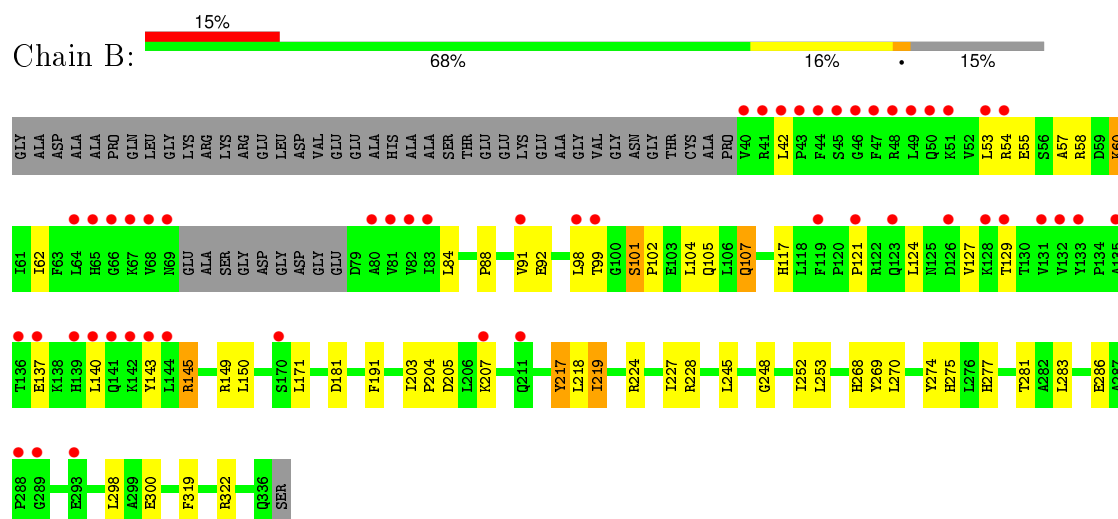 15%
Chain B:
68% 16% • 15%
GLY ALA ASP ALA ALA PRO GLN LEU GLY LYS ARG LYS ARG GLU LEU ASP VAL GLU GLU ALA HIS ALA ALA SER THR GLU GLU LYS GLU ALA GLY VAL GLY ASN GLY THR CYS ALA PRO V40 R41 L42 P43 F44 S45 G46 F47 R48 L49 Q50 K51 V52 L53 R54 E55 S56 A57 R58 D59 K60
I61 I62 F63 L64 H65 G66 K67 V68 N69 GLU ALA SER GLY ASP GLY ASP GLY GLU D79 A80 V81 V82 I83 L84 P88 V91 E92 L98 T99 G100 S101 P102 E103 L104 Q105 L106 Q107 H117 L118 F119 P120 P121 R122 Q123 L124 N125 D126 V127 K128 T129 T130 V131 V132 Y133 P134 A135
T136 E137 K138 H139 L140 Q141 K142 Y143 L144 R145 R149 L150 S170 L171 D181 F191 I203 P204 D205 L206 K207 Q211 Y217 L218 I219 R224 I227 R228 L245 G248 I252 L253 H268 Y269 L270 Y274 H275 L276 H277 T281 A282 L283 E286 A287
P288 G289 E293 L298 A299 E300 F319 R322 Q336 SER